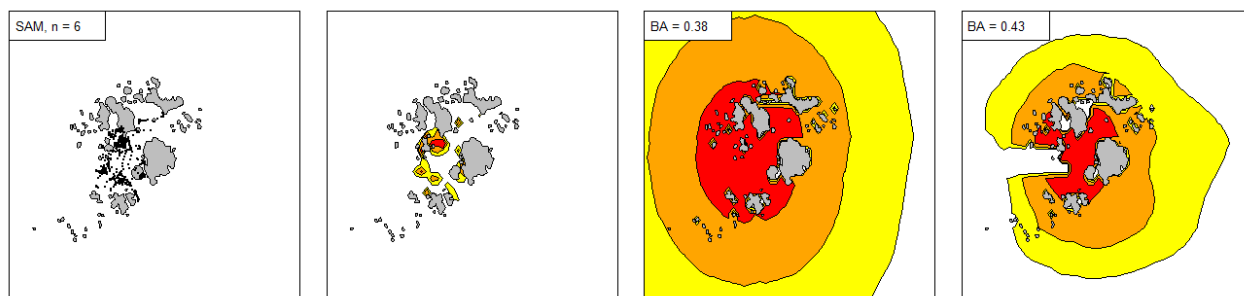 SAM, n = 6
BA = 0.38
BA = 0.43